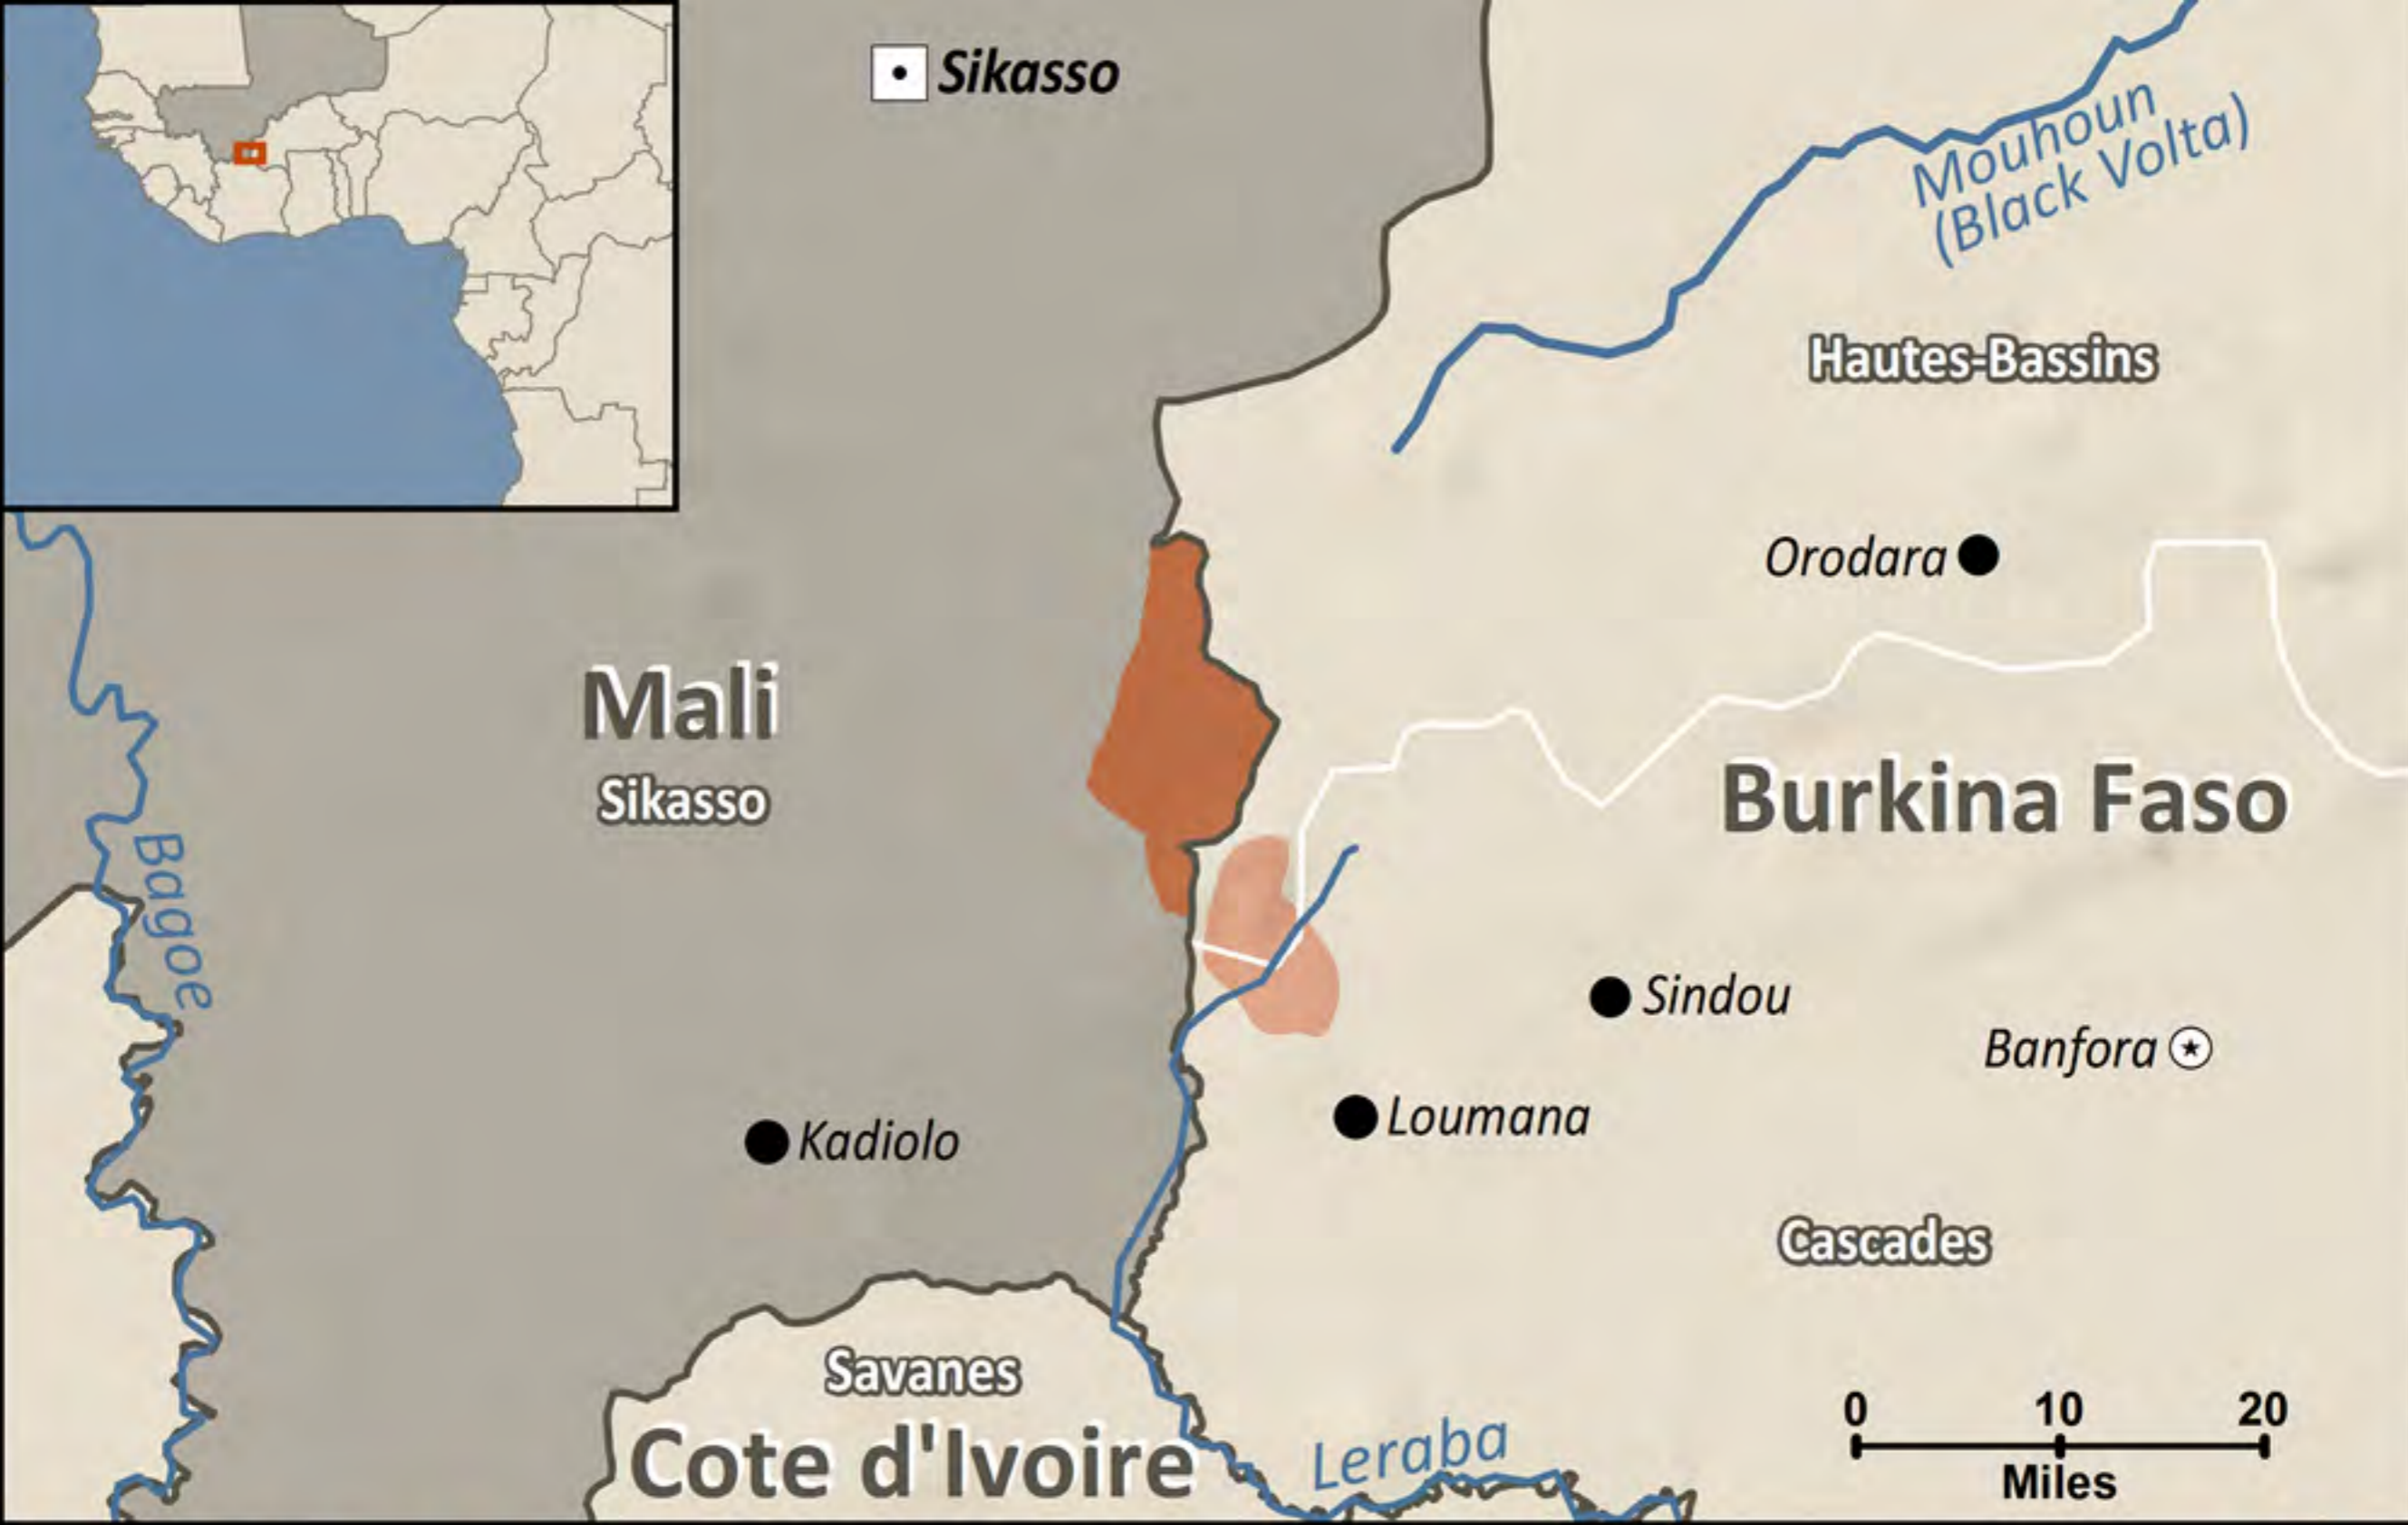 Sikasso
Mouhoun
(Black Volta)
Hautes-Bassins
Orodara
Mali
Sikasso
Burkina Faso
Bagoe
Sindou
Banfora
Loumana
Kadiolo
Cascades
Savanes
Cote d'Ivoire
Leraba
0 10 20
Miles